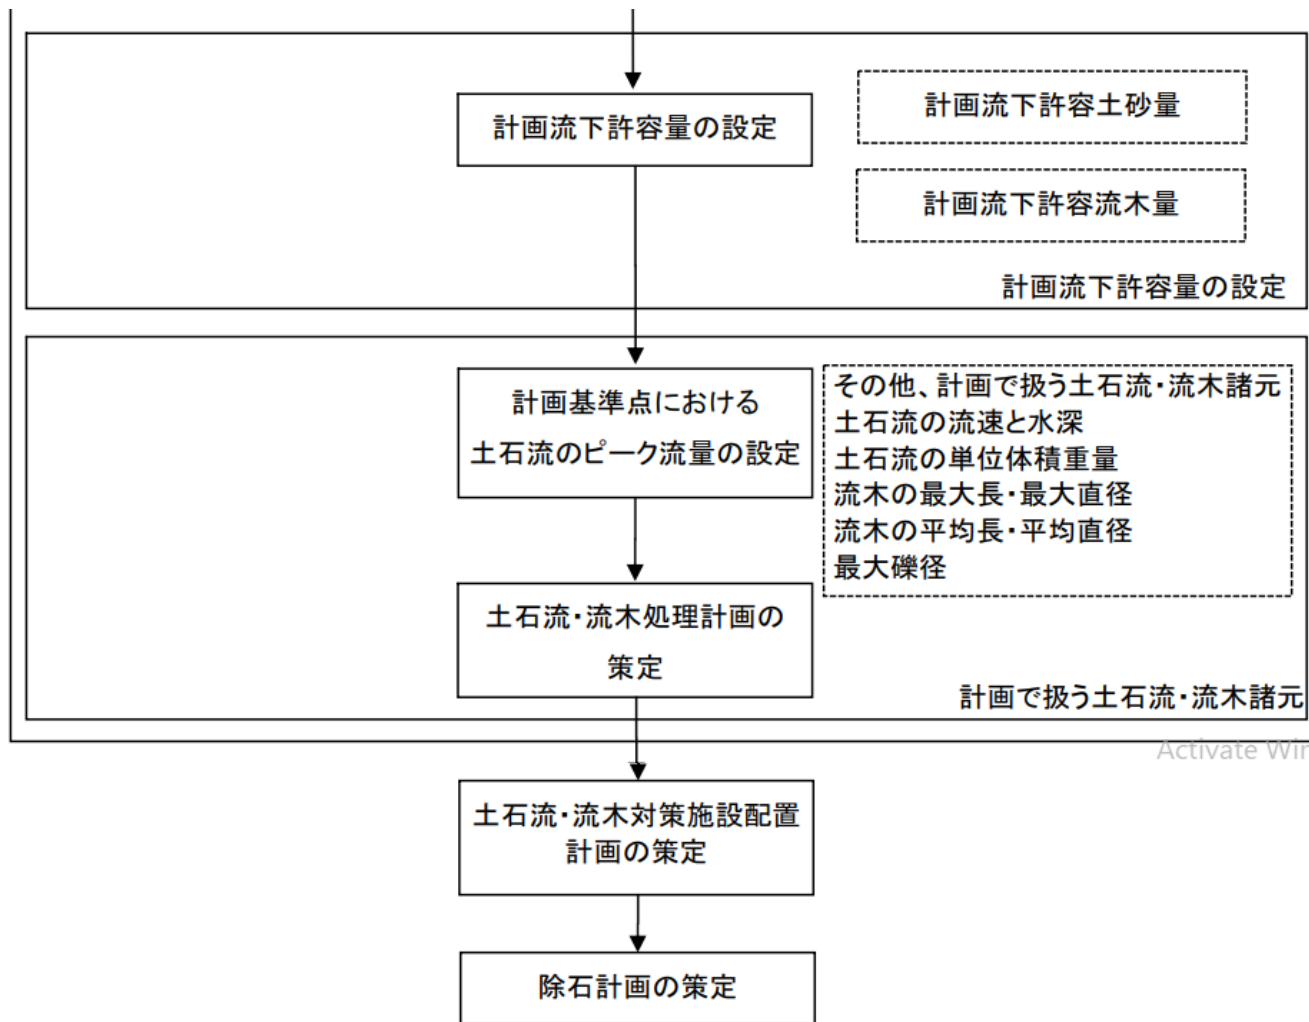 計画流下許容量の設定
計画流下許容土砂量
計画流下許容流木量
計画流下許容量の設定
計画基準点における
土石流のピーク流量の設定
その他、計画で扱う土石流・流木諸元
土石流の流速と水深
土石流の単位体積重量
流木の最大長・最大直径
流木の平均長・平均直径
最大礫径
土石流・流木処理計画の
策定
計画で扱う土石流・流木諸元
Activate Wi
土石流・流木対策施設配置
計画の策定
除石計画の策定